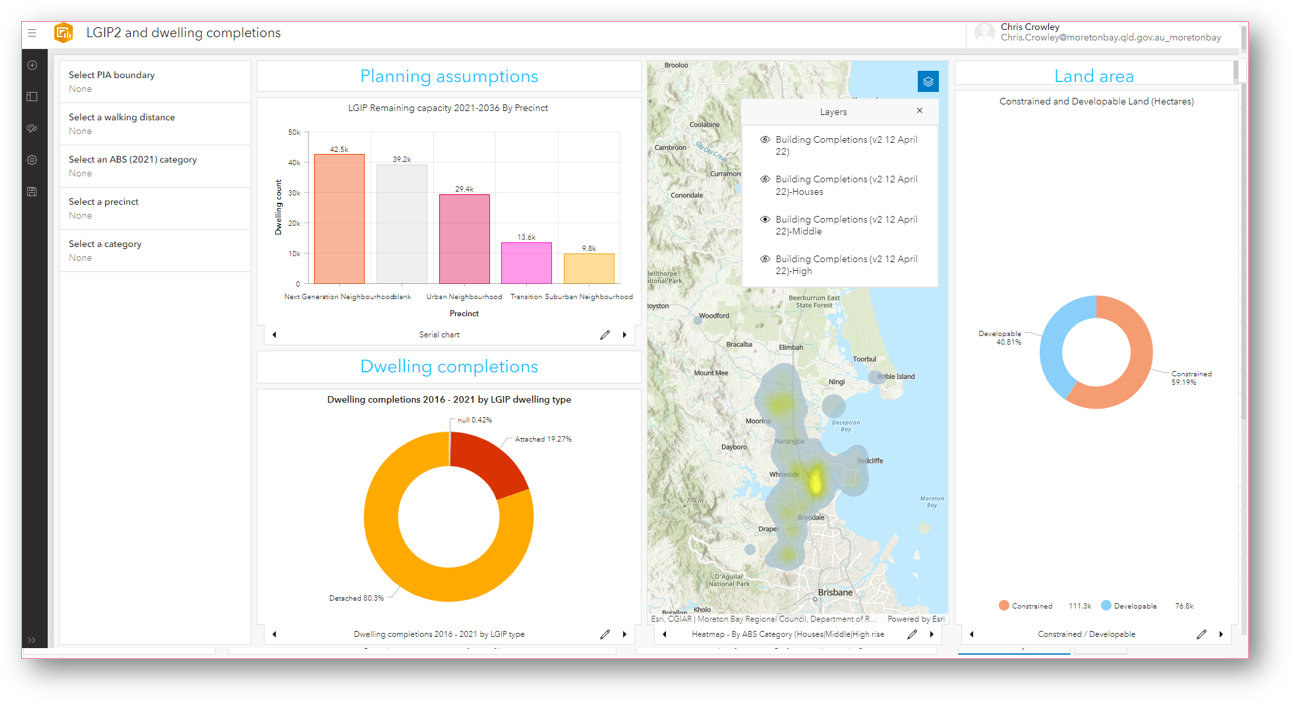 LGIP2 and dwelling completions
Chris Crowley
Chris.Crowley@moretonbay.qld.gov.au_moretonbay
Select PIA boundary
None
Select a walking distance
None
Select an ABS (2021) category
None
Select a precinct
None
Select a category
None
Planning assumptions
LGIP Remaining capacity 2021-2036 By Precinct
Dwelling count
50k
40k
30k
20k
10k
0
42.5k
39.2k
29.4k
13.6k
9.8k
Next Generation Neighbourhood
blank
Urban Neighbourhood
Transition
Suburban Neighbourhood
Precinct
Serial chart
Dwelling completions
Dwelling completions 2016 - 2021 by LGIP dwelling type
null 0.42%
Attached 19.27%
Detached 80.3%
Dwelling completions 2016 - 2021 by LGIP type
Layers
Building Completions (v2 12 April
22)
Building Completions (v2 12 April
22)-Houses
Building Completions (v2 12 April
22)-Middle
Building Completions (v2 12 April
22)-High
Brooloo
Coolabine
Cambroon
Curramore
Conondale
Bellthorpe
National Park
Royston
Woodford
Beerburrum East
State Forest
Bracalba
Elimbah
Toorbul
Mount Mee
Ningi
Bribie Island
Deception
Bay
Dayboro
Narangba
Redcliffe
Whiteside
776 m
Moreton
Bay
Brendale
Draper
D'Aguilar
National Park
Brisbane
Kholo
Esri, CGIAR | Moreton Bay Regional Council, Department of R...
Powered by Esri
Heatmap - By ABS Category (Houses|Middle|High rise
Land area
Constrained and Developable Land (Hectares)
Developable
40.81%
Constrained
59.19%
Constrained 111.3k
Developable 76.8k
Constrained / Developable